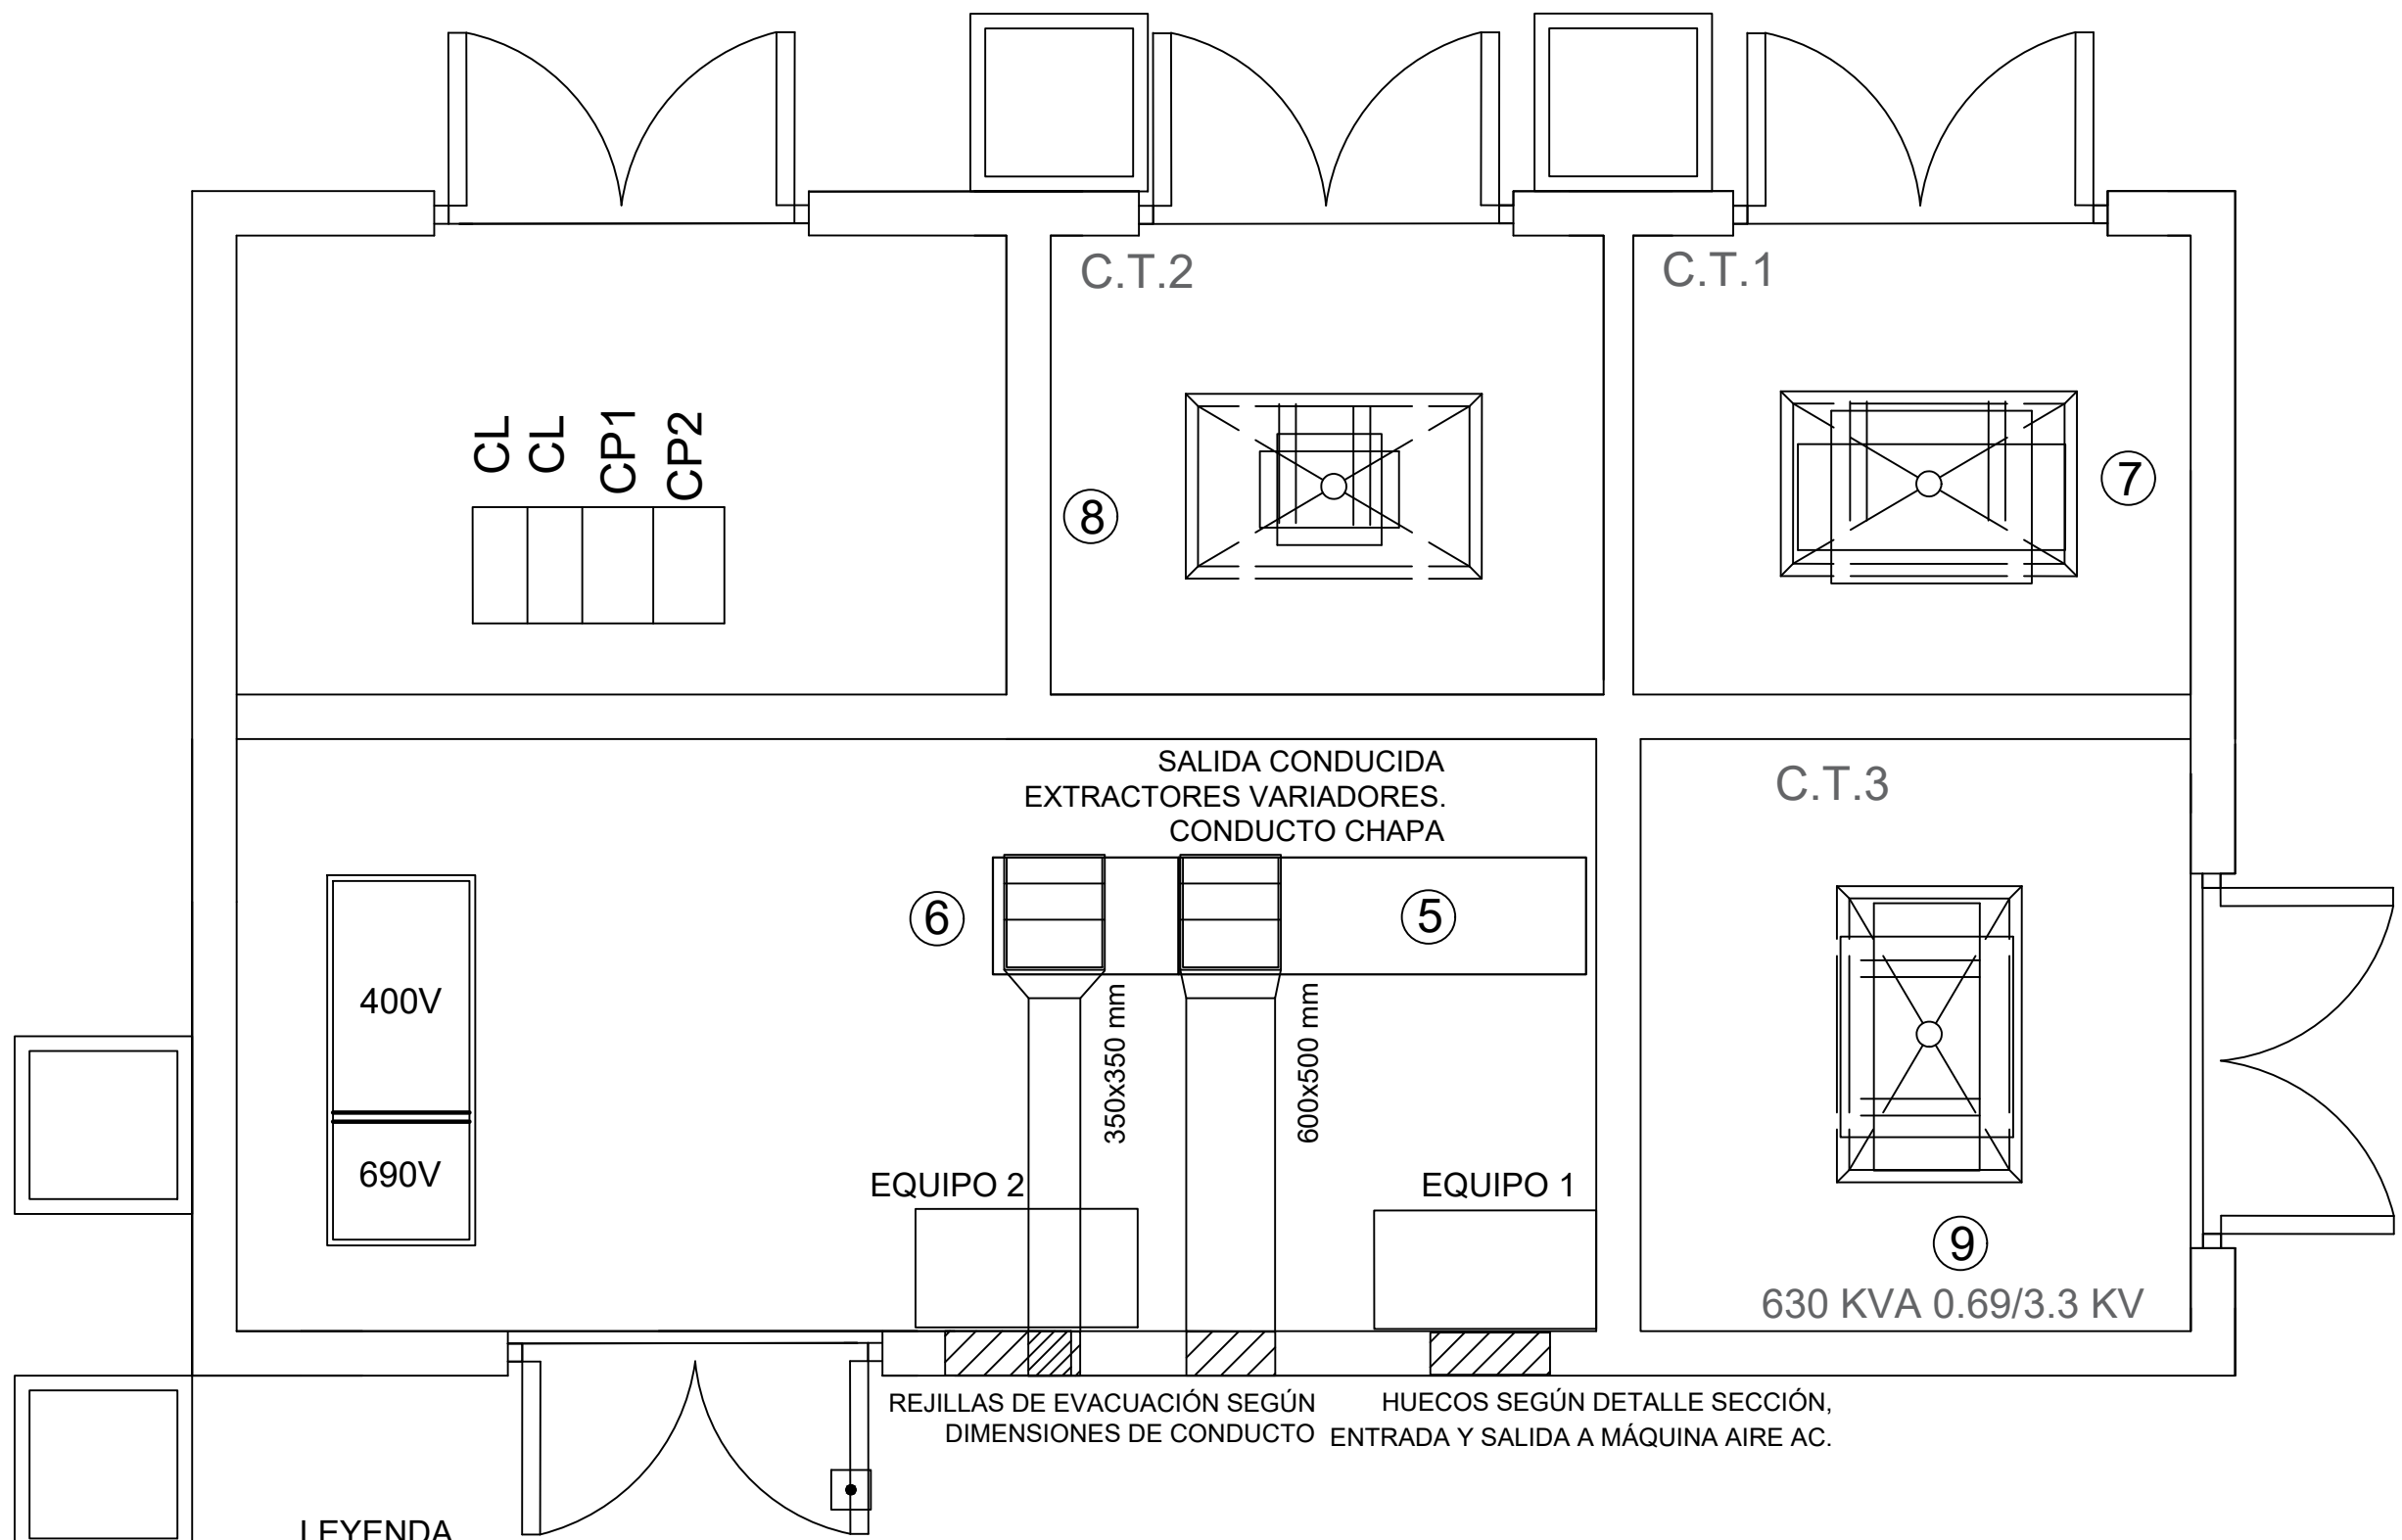 C.T.2
C.T.1
CL
CL
CP1
CP2
8
7
SALIDA CONDUCIDA
EXTRACTORES VARIADORES.
CONDUCTO CHAPA
C.T.3
6
5
400V
350x350 mm
600x500 mm
690V
EQUIPO 2
EQUIPO 1
9
630 KVA 0.69/3.3 KV
REJILLAS DE EVACUACIÓN SEGÚN
DIMENSIONES DE CONDUCTO
HUECOS SEGÚN DETALLE SECCIÓN,
ENTRADA Y SALIDA A MÁQUINA AIRE AC.
LEYENDA